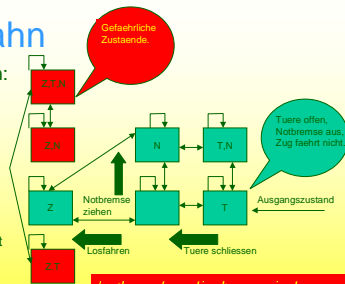 ahn
n:
Gefaehrliche
Zustaende.
Z,T,N
Z,N
N
T,N
Tuere offen,
Notbremse aus,
Zug faehrt nicht.
Z
Notbremse
ziehen
T
Ausgangszustand
t
Losfahren
Tuere schliessen
Z,T